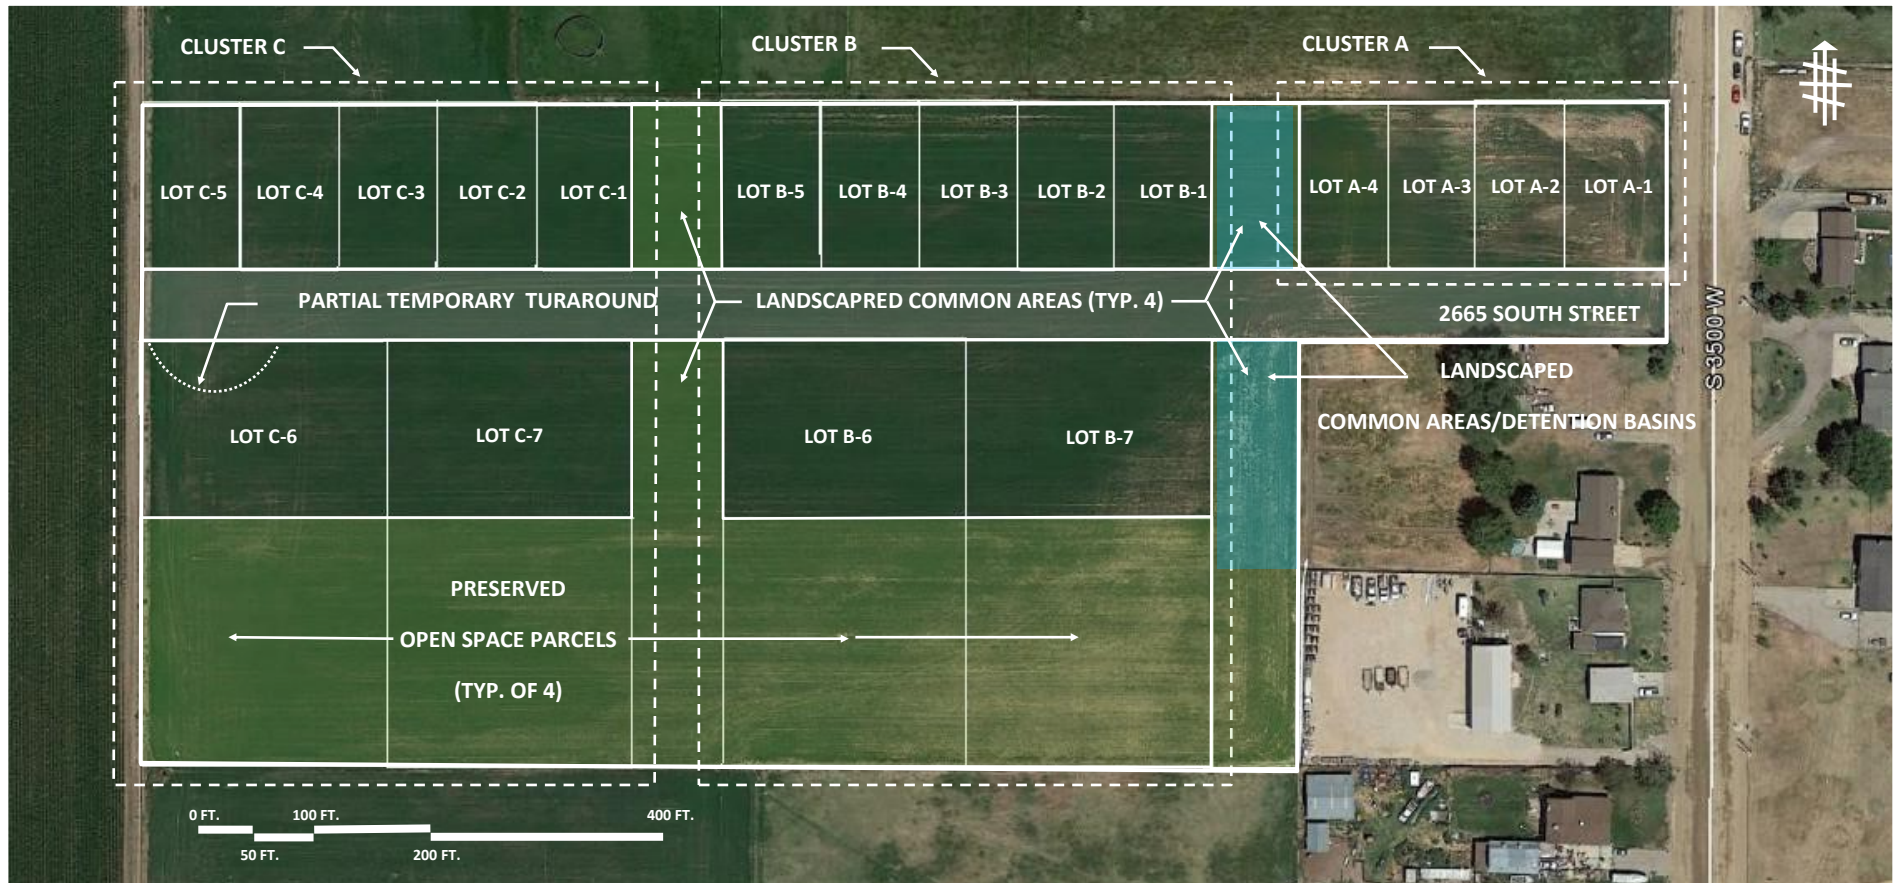 CLUSTER C
CLUSTER B
CLUSTER A
LOT C-5
LOT C-4
LOT C-3
LOT C-2
LOT C-1
LOT B-5
LOT B-4
LOT B-3
LOT B-2
LOT B-1
LOT A-4
LOT A-3
LOT A-2
LOT A-1
PARTIAL TEMPORARY TURAROUND
LANDSCAPRED COMMON AREAS (TYP. 4)
2665 SOUTH STREET
S 3500 W
LANDSCAPED
COMMON AREAS/DETENTION BASINS
LOT C-6
LOT C-7
LOT B-6
LOT B-7
PRESERVED
OPEN SPACE PARCELS
(TYP. OF 4)
0 FT.
100 FT.
400 FT.
50 FT.
200 FT.